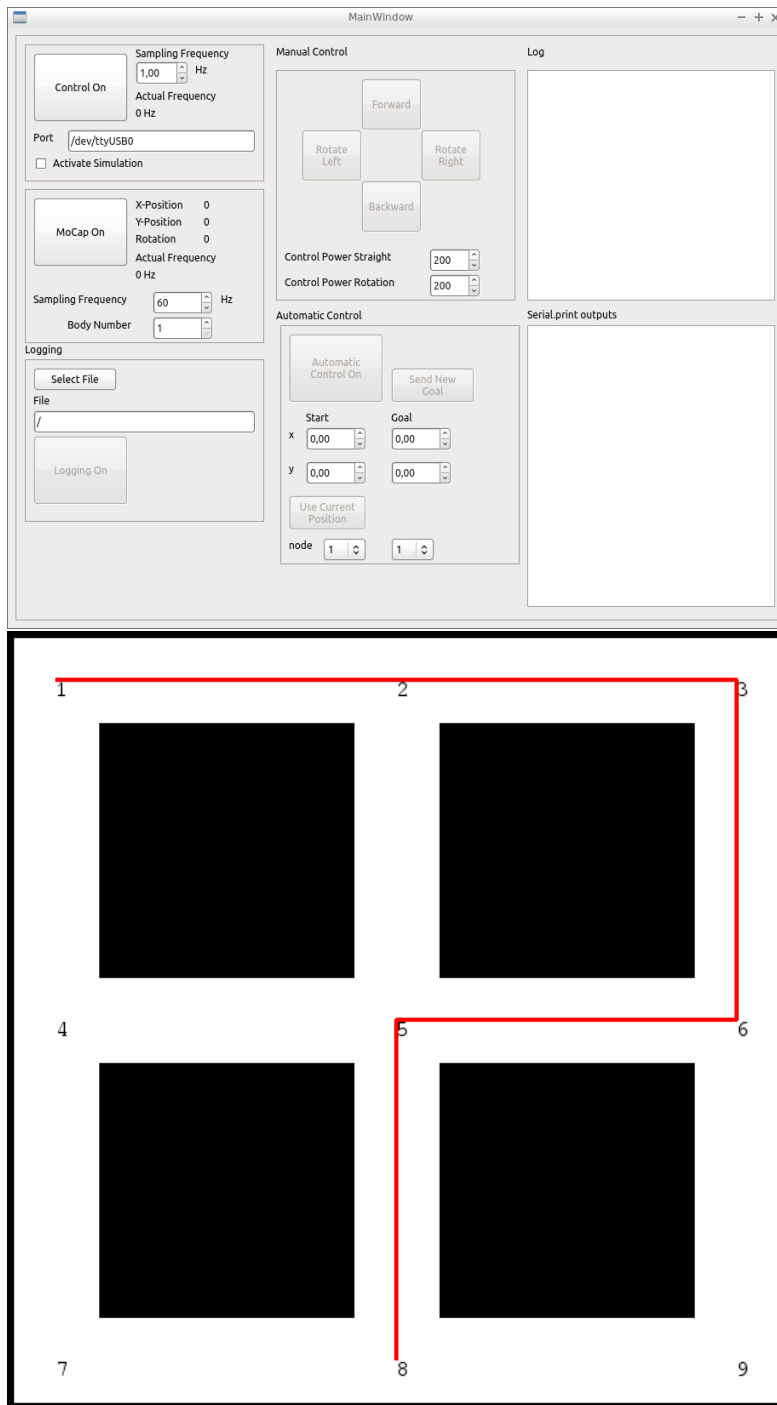 MainWindow
Control On
Sampling Frequency
1,00 Hz
Actual Frequency
0 Hz
Port /dev/ttyUSB0
Activate Simulation
MoCap On
X-Position 0
Y-Position 0
Rotation 0
Actual Frequency
0 Hz
Sampling Frequency 60 Hz
Body Number 1
Logging
Select File
File
/
Logging On
Manual Control
Forward
Rotate
Left
Rotate
Right
Backward
Control Power Straight 200
Control Power Rotation 200
Automatic Control
Automatic
Control On
Send New
Goal
Start Goal
x 0,00 0,00
y 0,00 0,00
Use Current
Position
node 1 1
Log
Serial.print outputs
1 2 3
4 5 6
7 8 9